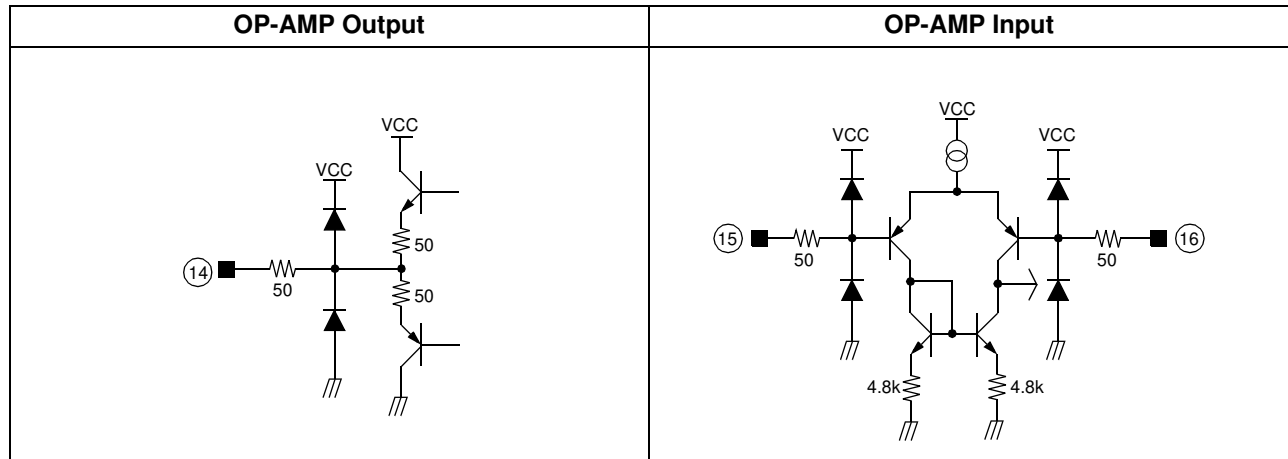 OP-AMP Output
OP-AMP Input
VCC
VCC
50
50
14
50
VCC
VCC
VCC
15
50
50
16
4.8k
4.8k